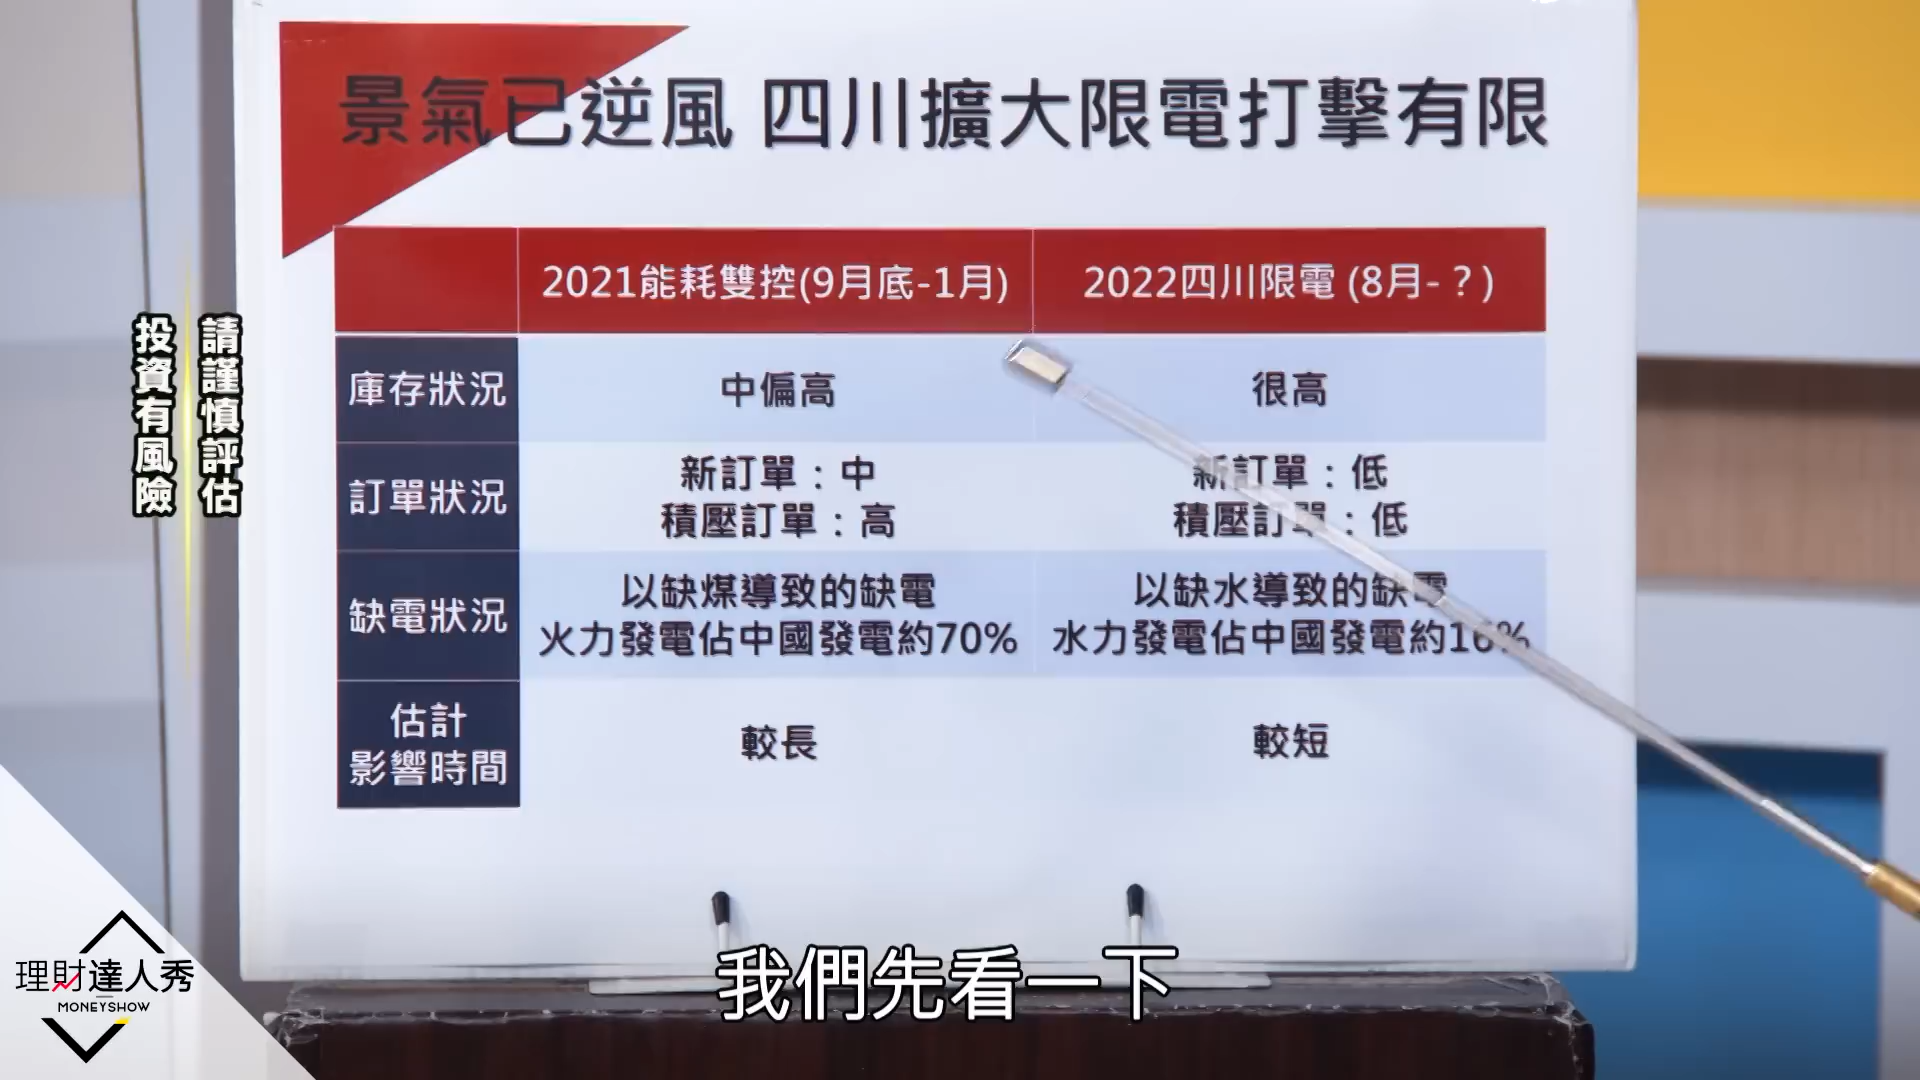 景氣已逆風 四川擴大限電打擊有限
2021能耗雙控(9月底-1月)
2022四川限電 (8月-？)
庫存狀況
中偏高
很高
訂單狀況
新訂單：中
積壓訂單：高
新訂單：低
積壓訂單：低
缺電狀況
以缺煤導致的缺電
火力發電佔中國發電約70%
以缺水導致的缺電
水力發電佔中國發電約16%
估計
影響時間
較長
較短
請謹慎評估
投資有風險
理財達人秀
MONEYSHOW
我們先看一下